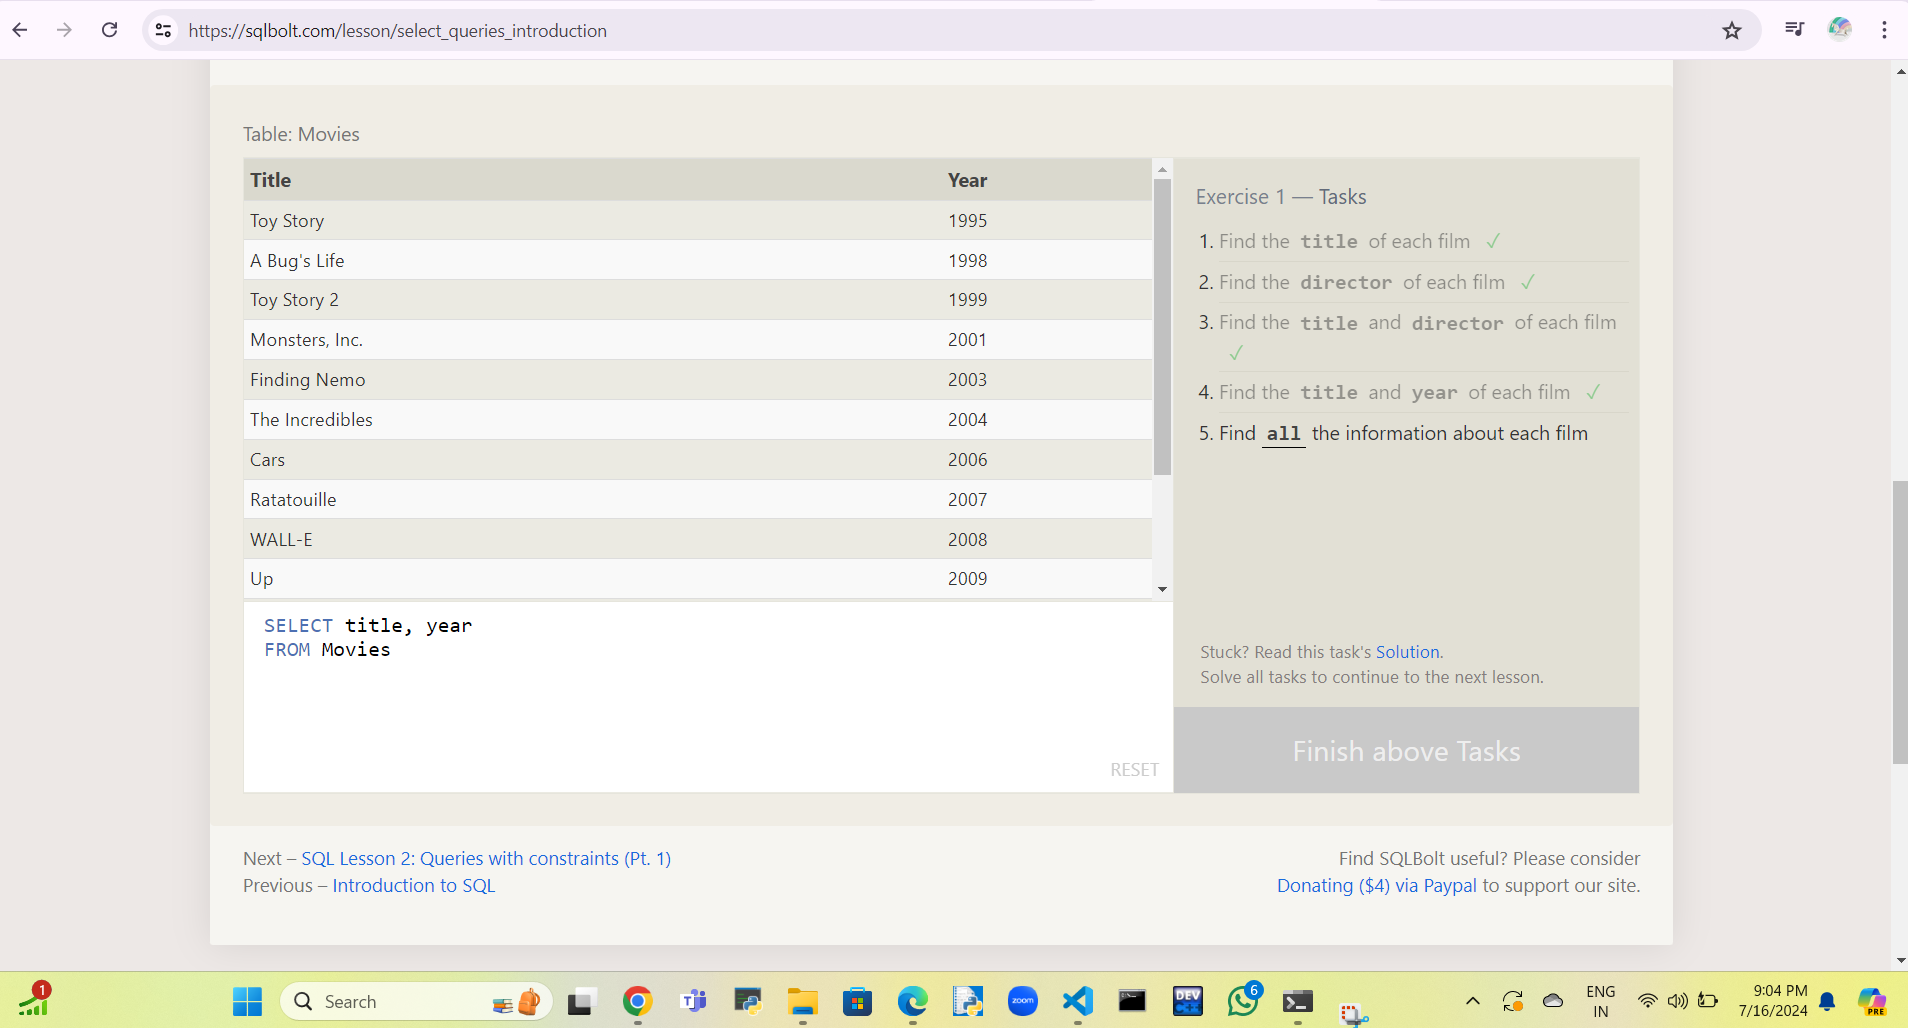 https://sqlbolt.com/lesson/select_queries_introduction
Table: Movies
Title Year
Toy Story 1995
A Bug's Life 1998
Toy Story 2 1999
Monsters, Inc. 2001
Finding Nemo 2003
The Incredibles 2004
Cars 2006
Ratatouille 2007
WALL-E 2008
Up 2009
SELECT title, year
FROM Movies
RESET
Exercise 1 — Tasks
1. Find the title of each film ✓
2. Find the director of each film ✓
3. Find the title and director of each film
✓
4. Find the title and year of each film ✓
5. Find all the information about each film
Stuck? Read this task's Solution.
Solve all tasks to continue to the next lesson.
Finish above Tasks
Next – SQL Lesson 2: Queries with constraints (Pt. 1)
Previous – Introduction to SQL
Find SQLBolt useful? Please consider
Donating ($4) via Paypal to support our site.
1
Search
zoom
DEV
C++
6
PRE
ENG
IN
9:04 PM
7/16/2024